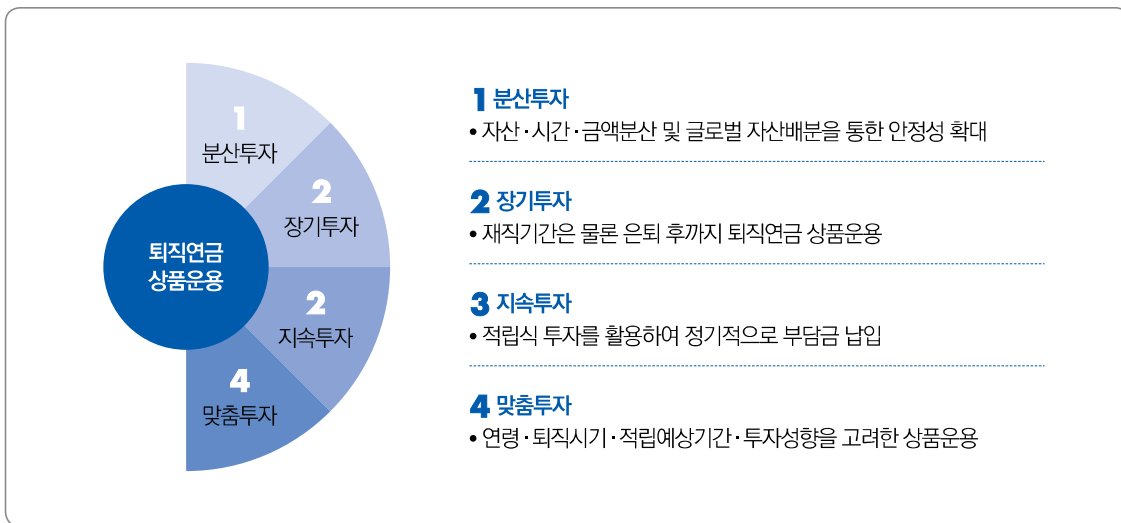 1
분산투자
2
장기투자
퇴직연금
상품운용
2
지속투자
4
맞춤투자
1 분산투자
• 자산·시간·금액분산 및 글로벌 자산배분을 통한 안정성 확대
2 장기투자
• 재직기간은 물론 은퇴 후까지 퇴직연금 상품운용
3 지속투자
• 적립식 투자를 활용하여 정기적으로 부담금 납입
4 맞춤투자
• 연령·퇴직시기·적립예상기간·투자성향을 고려한 상품운용